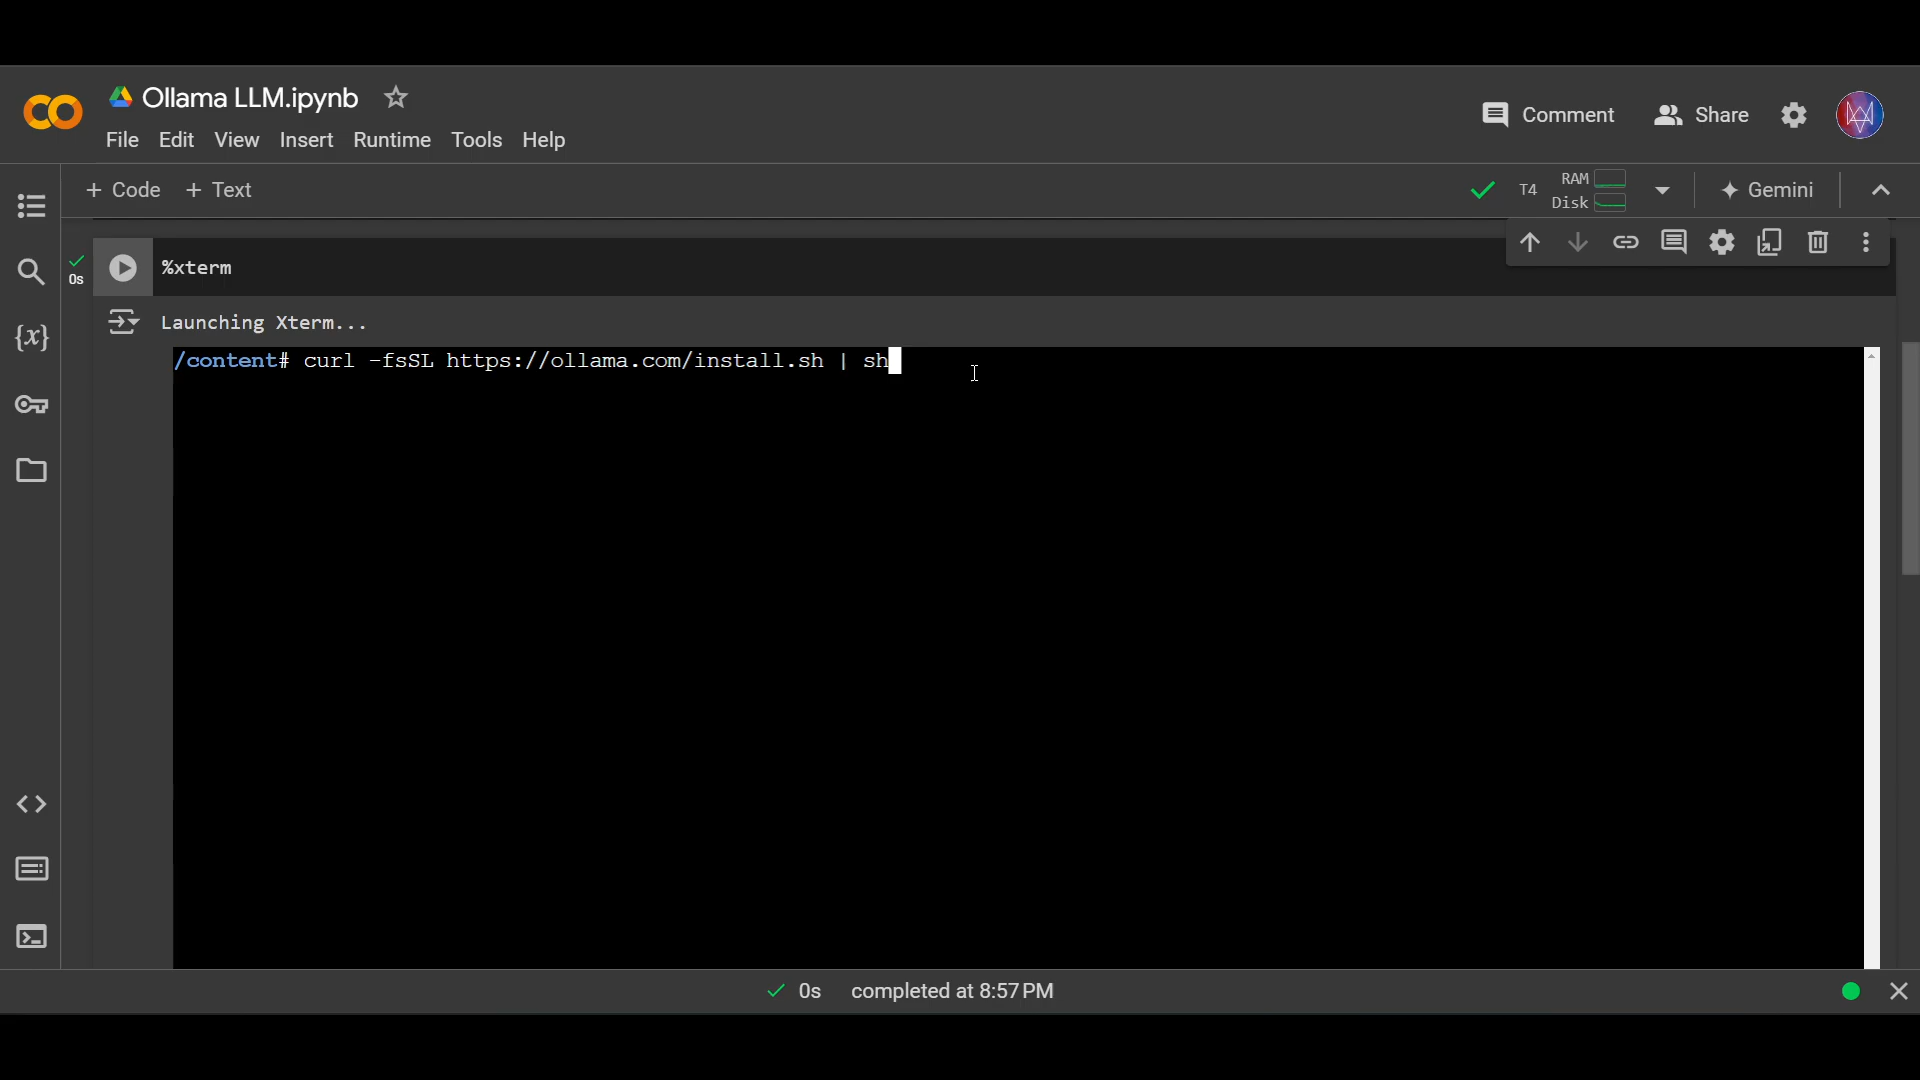 Ollama LLM.ipynb
File Edit View Insert Runtime Tools Help
Comment Share
+ Code + Text
T4 RAM Disk Gemini
0s
%xterm
Launching Xterm...
/content# curl -fsSL https://ollama.com/install.sh | sh
0s completed at 8:57 PM